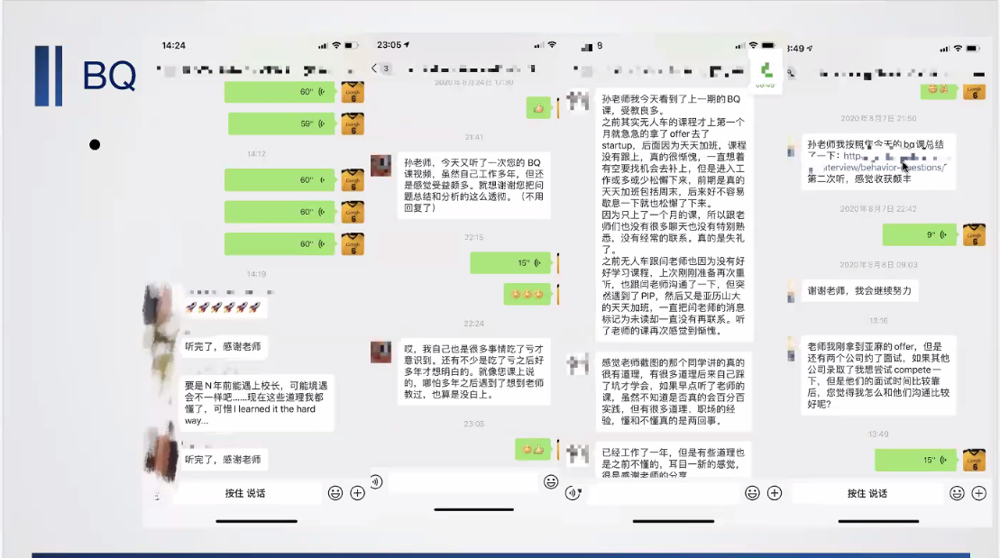 BQ
14:24
60"
59"
14:12
60"
60"
60"
14:19
听完了，感谢老师
要是N年前能遇上校长，可能境遇
会不一样吧……现在这些道理我都
懂了，可惜I learned it the hard
way...
听完了，感谢老师
按住 说话
23:05
3
2020年6月24日 17:30
21:41
孙老师，今天又听了一次您的 BQ
课视频，虽然自己工作多年，但还
是感觉受益颇多。就想谢谢您把问
题总结和分析的这么透彻。（不用
回复了）
22:15
15"
22:24
哎，我自己也是很多事情吃了亏才
意识到。还有不少是吃了亏之后好
多年才想明白的。就像您课上说
的，哪怕多年之后遇到了想到老师
教过，也算是没白上。
23:05
8
孙老师我今天看到了上一期的BQ
课，受教良多。
之前其实无人车的课程才上第一个
月就急急的拿了offer去了
startup，后面因为天天加班，课程
没有跟上，真的很惭愧，一直想着
有空要找机会去补上，但是进入工
作或多或少松懈下来，前期是真的
天天加班包括周末，后来好不容易
歇息一下就也松懈了下来。
因为只上了一个月的课，所以跟老
师们也没有很多聊天也没有特别熟
悉，没有经常的联系。真的是失礼
了。
之前无人车跟闫老师也因为没有好
好学习课程，上次刚刚准备再次重
听，也跟闫老师沟通了一下，但突
然遇到了PIP，然后又是亚历山大
的天天加班，一直把闫老师的消息
标记为未读却一直没有再联系。听
了老师的课再次感觉到惭愧。
感觉老师截图的那个同学讲的真的
很有道理，有很多道理后来自己踩
了坑才学会，如果早点听了老师的
课，虽然不知道是否真的会百分百
实践，但有很多道理、职场的经
验，懂和不懂真的是两回事。
已经工作了一年，但是有些道理也
是之前不懂的，耳目一新的感觉，
很是感谢老师的分享
3:49
2020年8月7日 21:50
孙老师我按照您今天的bq课总结
了一下：http
nterview/behavior-questions/
第二次听，感觉收获颇丰
2020年8月7日 22:42
9"
2020年8月8日 09:03
谢谢老师，我会继续努力
13:16
老师我刚拿到亚麻的offer，但是
还有两个公司约了面试，如果其他
公司录取了我想尝试compete一
下，但是他们的面试时间比较靠
后，您觉得我怎么和他们沟通比较
好呢？
13:49
15"
按住 说话